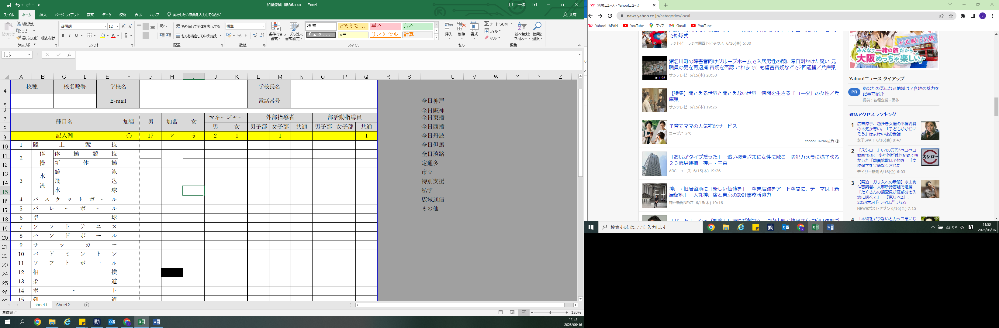 加盟登録用紙R6.xlsx - Excel
土井 一弥
ファイル ホーム 挿入 ページ レイアウト 数式 データ 校閲 表示 ヘルプ 実行したい作業を入力してください 共有
貼り付け 切り取り コピー 書式のコピー/貼り付け
游明朝 12
B I U
折り返して全体を表示する
セルを結合して中央揃え
標準
条件付き書式 テーブルとして書式設定
標準 どちらで... 悪い 良い
チェッ... メモ リンク セル 計算
挿入 削除 書式
オート SUM
フィル
クリア
並べ替えとフィルター 検索と選択
クリップボード フォント 配置 数値 スタイル セル 編集
I15
fx
A B C D E F G H I J K L M N O P Q R S T U V W X Y Z
4 校種 校名略称 学校名 学校長名
5 E-mail 電話番号 全日神戸
6 全日阪神
7 種目名 加盟 男 加盟 女 マネージャー 外部指導者 部活動指導員 全日東播
8 男 女 男子部 女子部 共通 男子部 女子部 共通 全日西播
9 記入例 ○ 17 × 5 2 1 1 1 全日丹波
10 1 陸上競技 全日但馬
11 2 体操 体操競技 全日淡路
12 新体操 定通多
13 3 水泳 競泳 市立
14 飛込 特別支援
15 水球 私学
16 4 バスケットボール 広域通信
17 5 バレーボール その他
18 6 卓球
19 7 ソフトテニス
20 8 ハンドボール
21 9 サッカー
22 10 バドミントン
23 11 ソフトボール
24 12 相撲
25 13 柔道
26 14 ボート
27 15 剣道
sheet1 Sheet2
準備完了
120%
11:53
2023/06/16
地域ニュース - Yahoo!ニュース
news.yahoo.co.jp/categories/local
Yahoo! JAPAN YouTube マップ Gmail YouTube
で始球式
ラジトピ ラジオ関西トピックス 6/16(金) 5:00
猪名川町の障害者向けグループホームで入居男性の顔に漂白剤かけた疑い 元
職員の男を再逮捕 容疑を否認 これまでにも傷害容疑などで2回逮捕／兵庫県
サンテレビ 6/15(木) 20:53
1:03
【特集】聞こえる世界と聞こえない世界 狭間を生きる「コーダ」の女性／兵
庫県
サンテレビ 6/15(木) 19:26
子育てママの人気宅配サービス
コープこうべ
Yahoo! JAPAN広告
「お尻がタイプだった」 追い抜きざまに女性に触る 防犯カメラに様子映る
２３歳男逮捕 神戸・三宮
ABCニュース 6/15(木) 19:26
神戸・旧居留地に「新しい価値を」 空き店舗をアート空間に、テーマは「新
居留地」 大丸神戸店と東京の設計事務所協力
神戸新聞NEXT 6/15(木) 19:16
「パートナーシップ制度」兵庫県が創設へ 県内市町と情報共有に向け体制づ
#大阪バス旅
みんなで一緒の旅だから
大阪めっちゃ楽しい♪
Yahoo!ニュース タイアップ
PR
あなたの気になる地域は？各地の魅力を
記事で紹介
提供：各種企業・団体
雑誌アクセスランキング
1 広末涼子、恋多き女優の不倫純愛
の本気が尊い。「子どもがかわい
そう」はよけいなお世話
女子SPA！ 6/16(金) 8:47
2 「スシロー」6700万円“ペロペロ
動画”訴訟 少年側が裁判記録で明
かした「動画拡散は予想外」「高
校退学を余儀なくされた」
デイリー新潮 6/16(金) 6:03
スシロー
3 【緊迫 ガサ入れの瞬間】永山絢
斗容疑者、大麻所持容疑で逮捕
「たくさんの捜査員が庭部分を入
念に調べて」 『東リベ2』、
2024大河ドラマはどうなる
NEWSポストセブン 6/16(金) 7:15
4 「本物をヤラないとカッコ悪いじ
検索するには、ここに入力します
勤
あ
A
11:53
2023/06/16